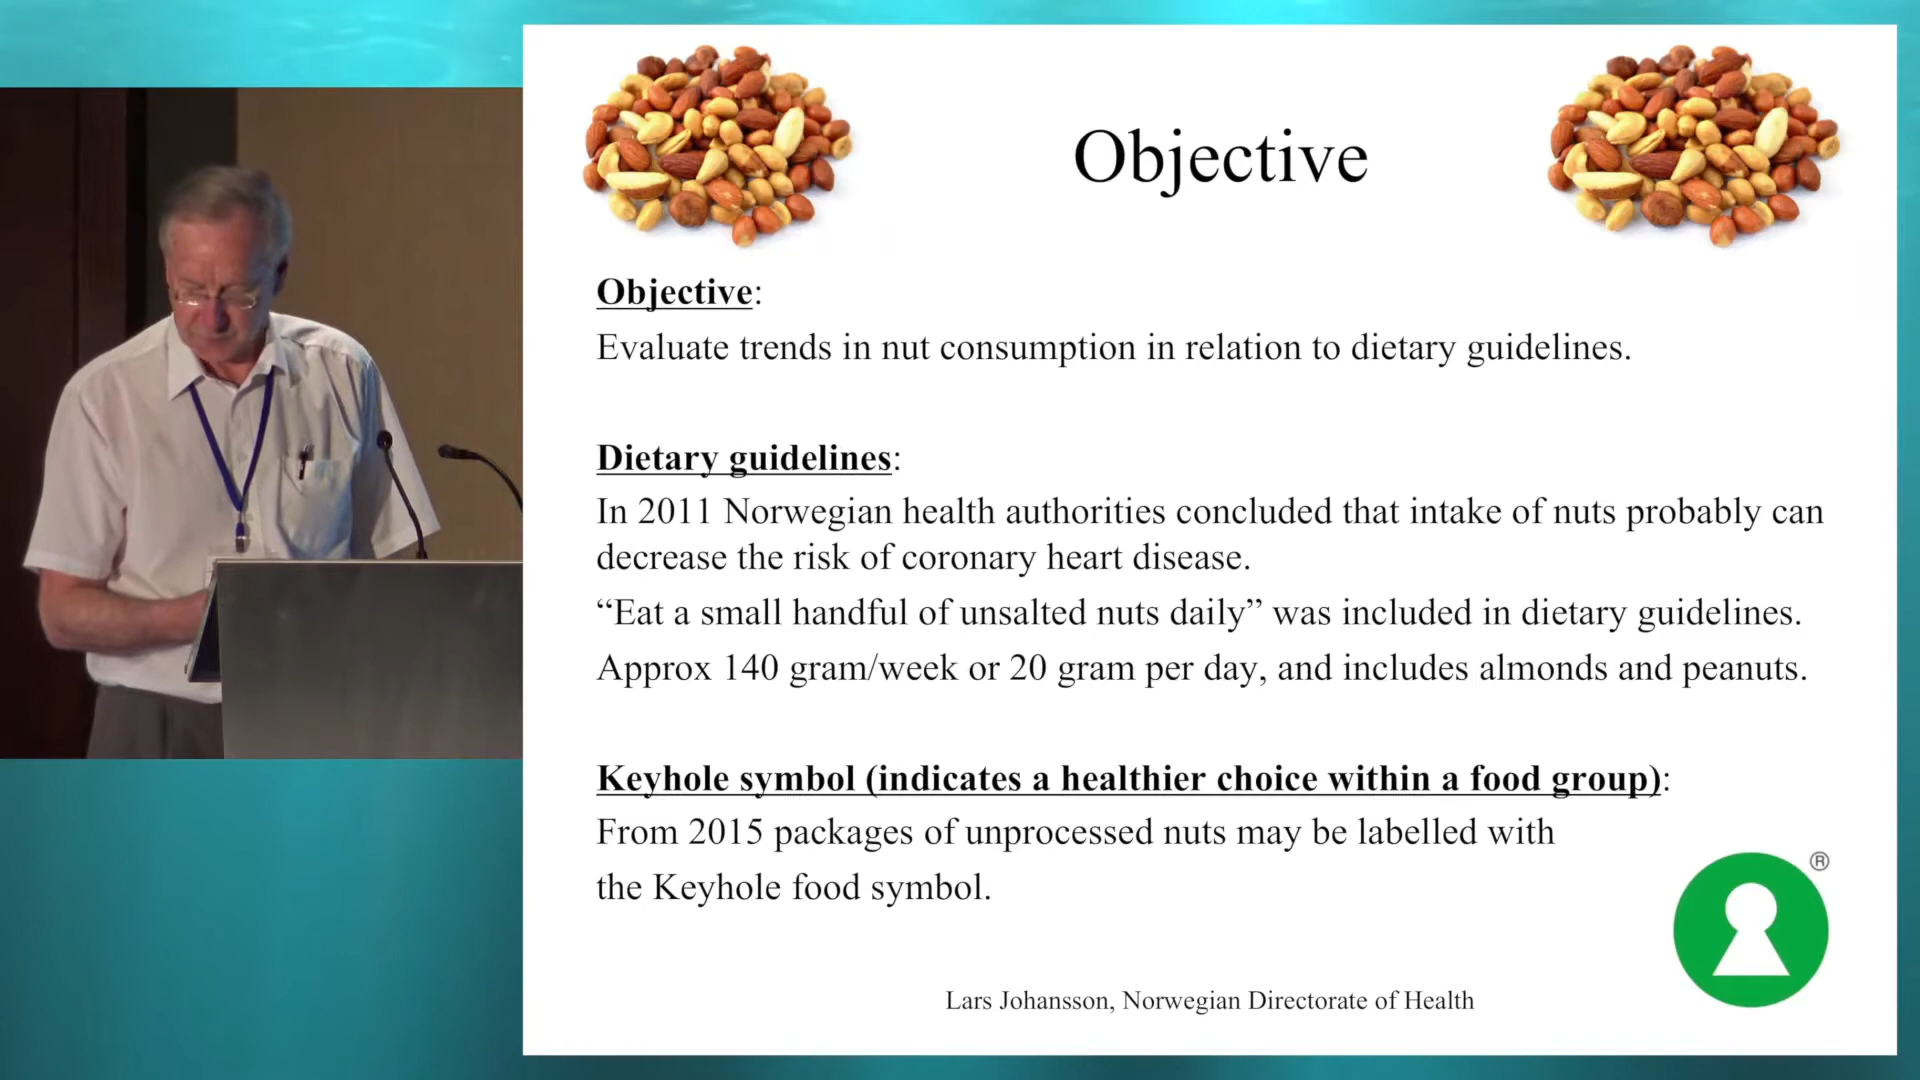 Objective
Objective:
Evaluate trends in nut consumption in relation to dietary guidelines.
Dietary guidelines:
In 2011 Norwegian health authorities concluded that intake of nuts probably can
decrease the risk of coronary heart disease.
“Eat a small handful of unsalted nuts daily” was included in dietary guidelines.
Approx 140 gram/week or 20 gram per day, and includes almonds and peanuts.
Keyhole symbol (indicates a healthier choice within a food group):
From 2015 packages of unprocessed nuts may be labelled with
the Keyhole food symbol.
®
Lars Johansson, Norwegian Directorate of Health